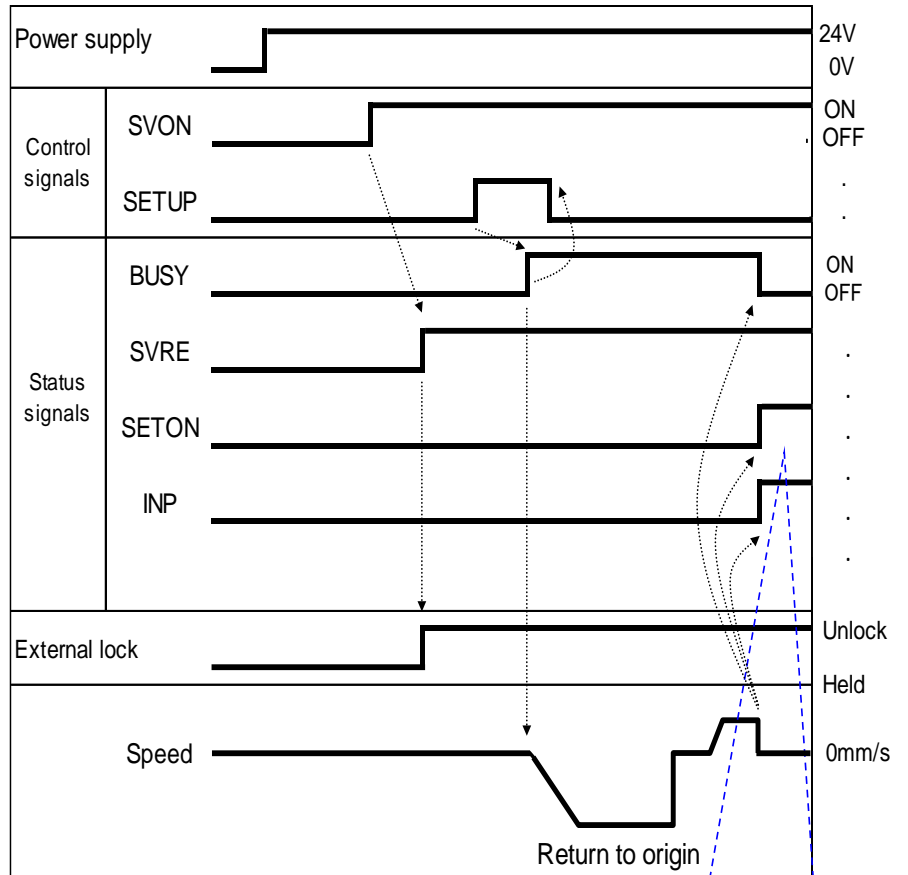 Power supply
24V
0V
Control
signals
SVON
ON
OFF
SETUP
Status
signals
BUSY
ON
OFF
SVRE
SETON
INP
External lock
Unlock
Held
Speed
0mm/s
Return to origin